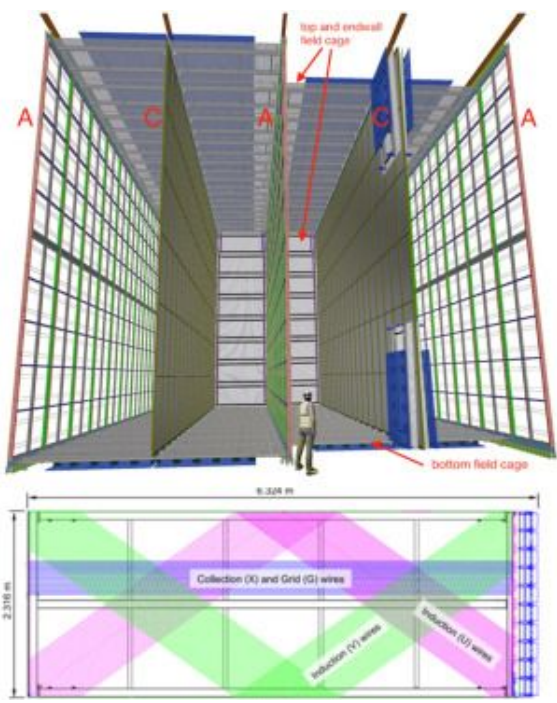 top and endwall
field cage
A
C
A
C
A
bottom field cage
6.324 m
2.316 m
Collection (X) and Grid (G) wires
Induction (V) wires
Induction (U) wires